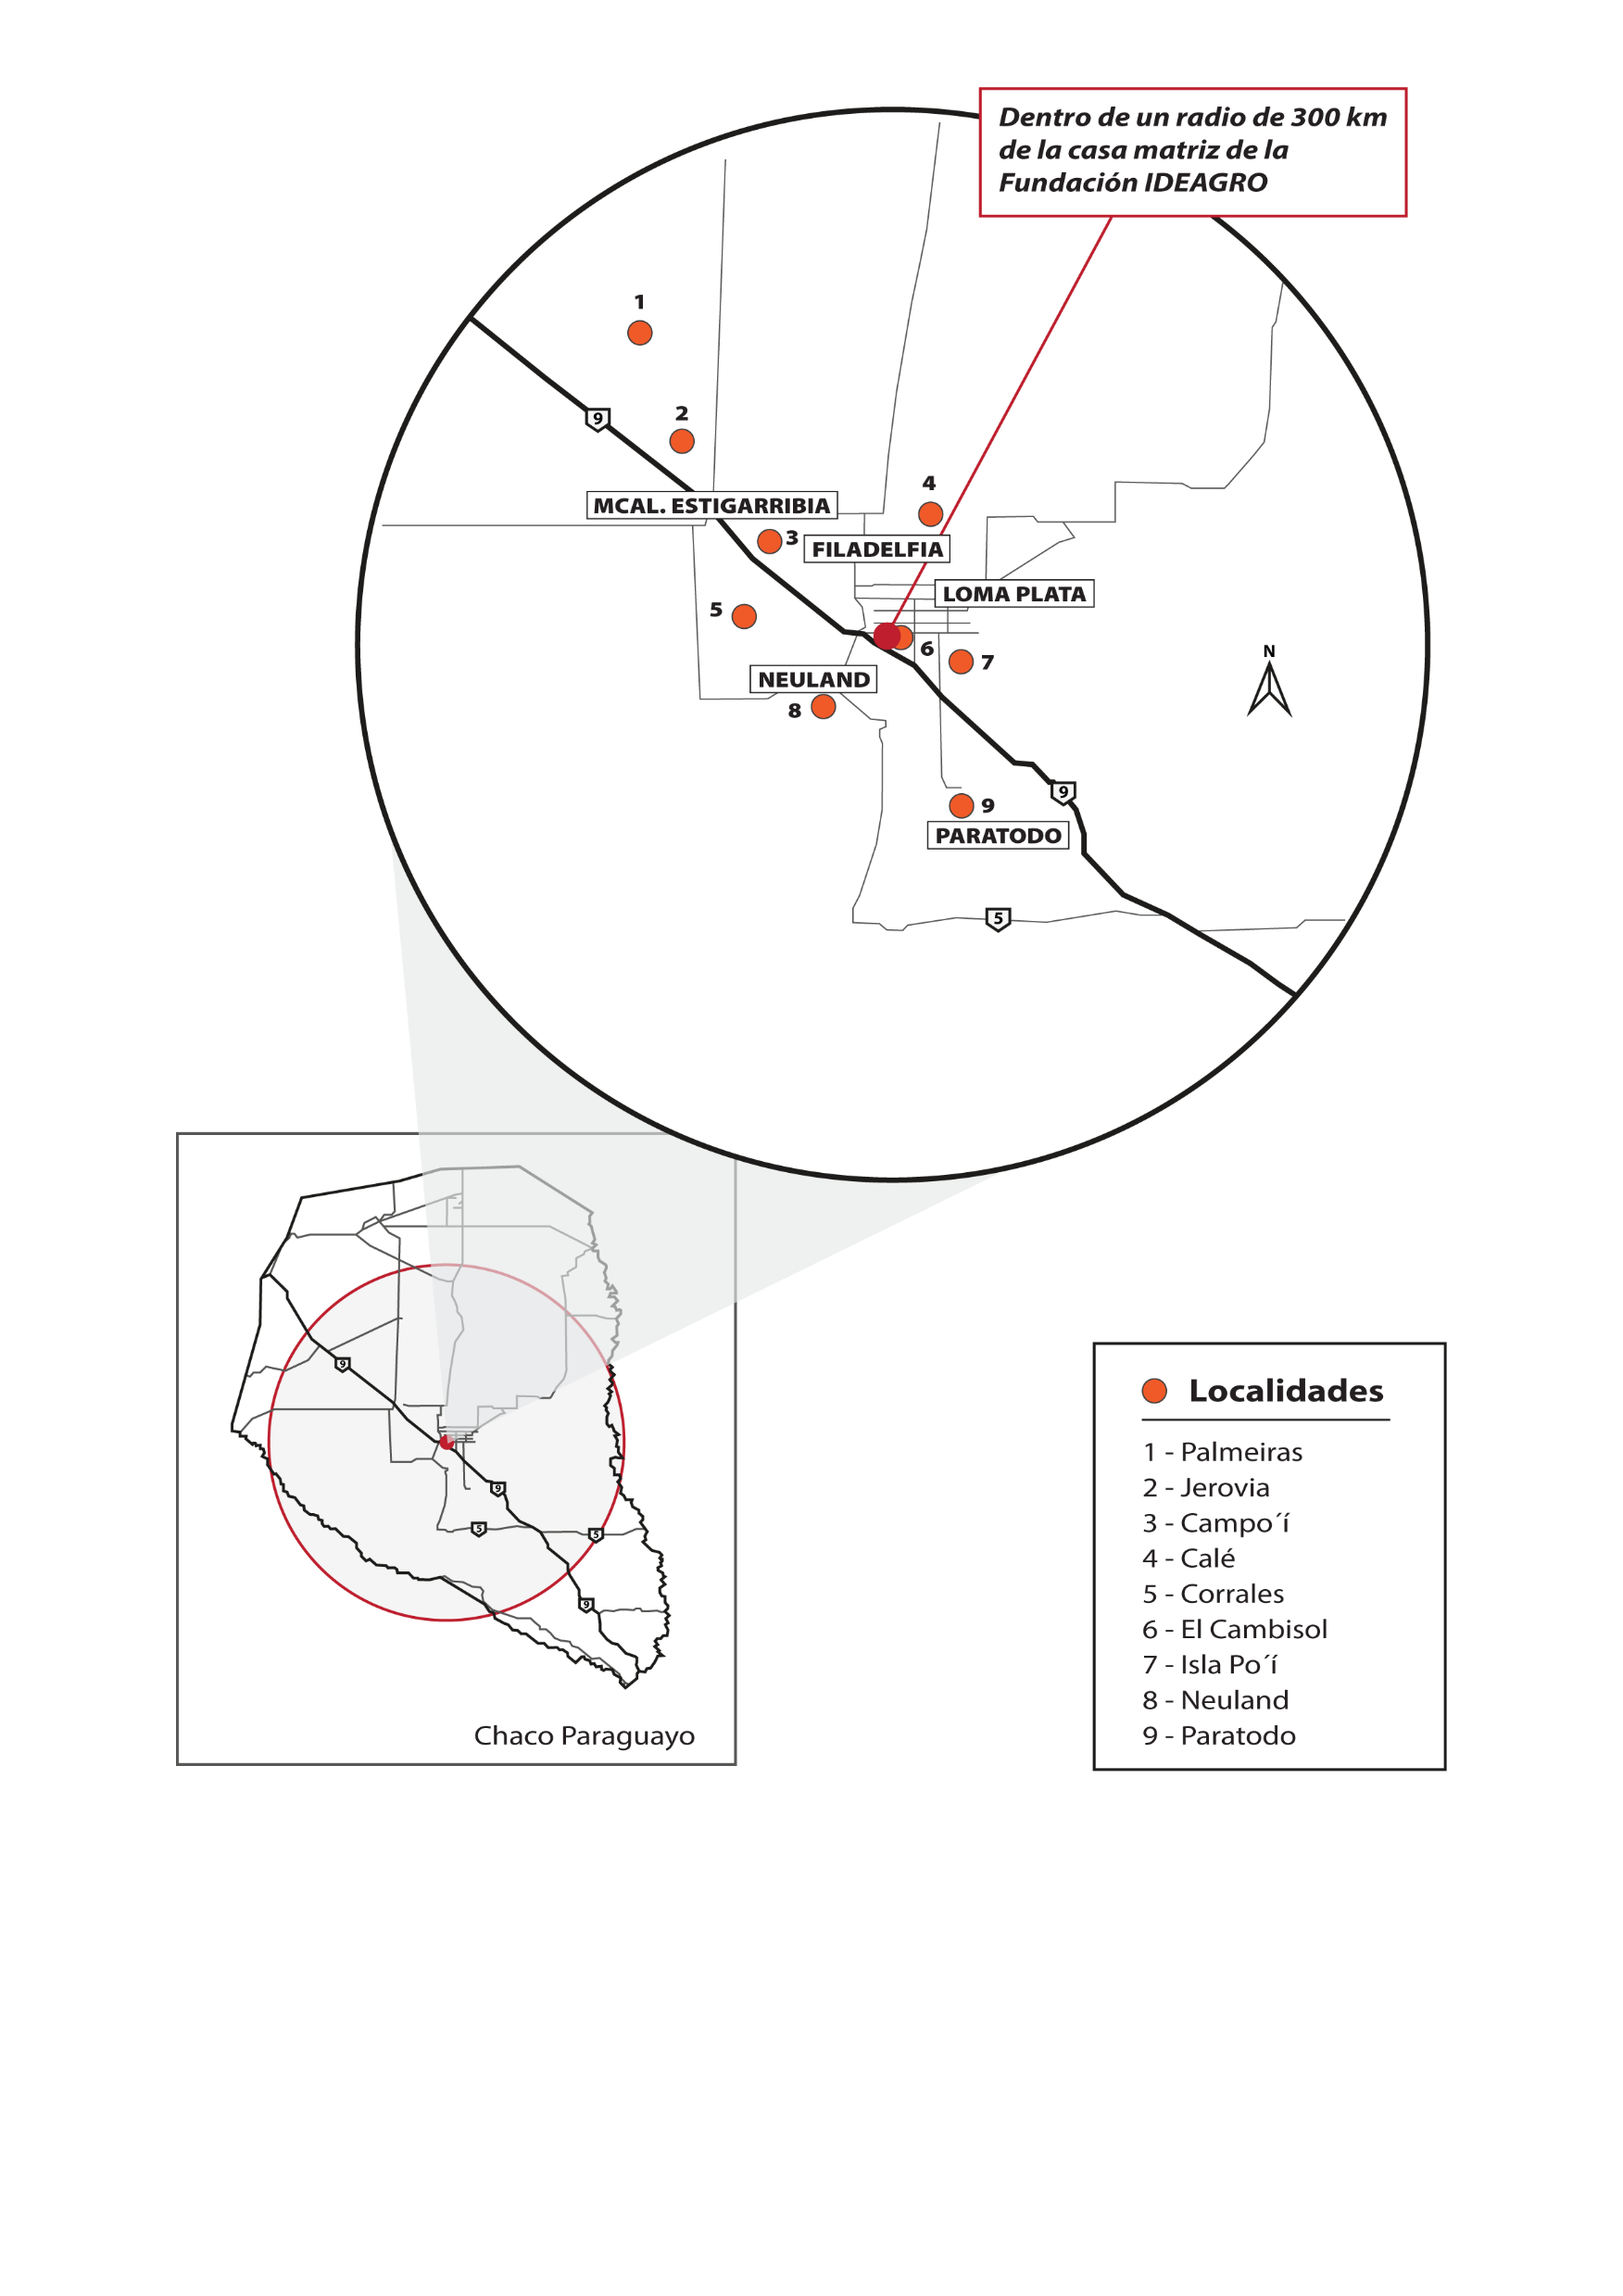 Dentro de un radio de 300 km
de la casa matriz de la
Fundación IDEAGRO
1
9
2
4
MCAL. ESTIGARRIBIA
3
FILADELFIA
LOMA PLATA
5
6
7
N
NEULAND
8
9
9
PARATODO
5
9
9
5
5
9
Chaco Paraguayo
Localidades
1 - Palmeiras
2 - Jerovia
3 - Campo´í
4 - Calé
5 - Corrales
6 - El Cambisol
7 - Isla Po´í
8 - Neuland
9 - Paratodo